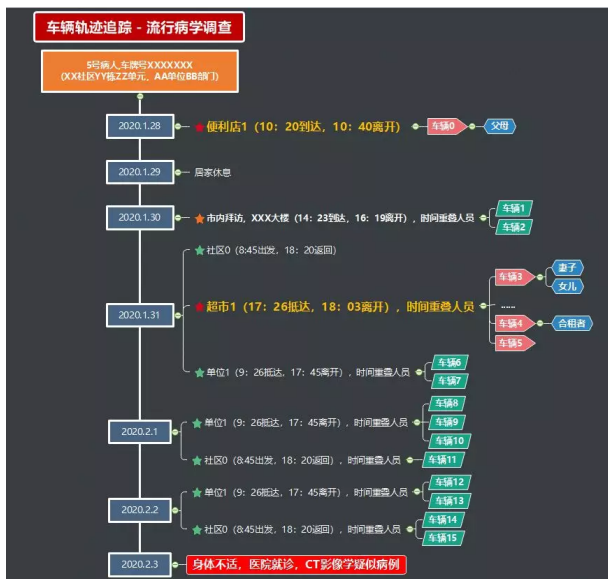 车辆轨迹追踪 - 流行病学调查
5号病人,车牌号XXXXXXX
(XX社区YY栋ZZ单元、AA单位BB部门)
2020.1.28
便利店1（10：20到达，10：40离开）
车辆0
父母
2020.1.29
居家休息
2020.1.30
市内拜访，XXX大楼（14：23到达，16：19离开），时间重叠人员
车辆1
车辆2
2020.1.31
社区0（8:45出发，18：20返回）
超市1（17：26抵达，18：03离开），时间重叠人员
车辆3
妻子
女儿
......
车辆4
合租者
车辆5
单位1（9：26抵达，17：45离开），时间重叠人员
车辆6
车辆7
2020.2.1
单位1（9：26抵达，17：45离开），时间重叠人员
车辆8
车辆9
车辆10
社区0（8:45出发，18：20返回），时间重叠人员
车辆11
2020.2.2
单位1（9：26抵达，17：45离开），时间重叠人员
车辆12
车辆13
社区0（8:45出发，18：20返回），时间重叠人员
车辆14
车辆15
2020.2.3
身体不适，医院就诊，CT影像学疑似病例